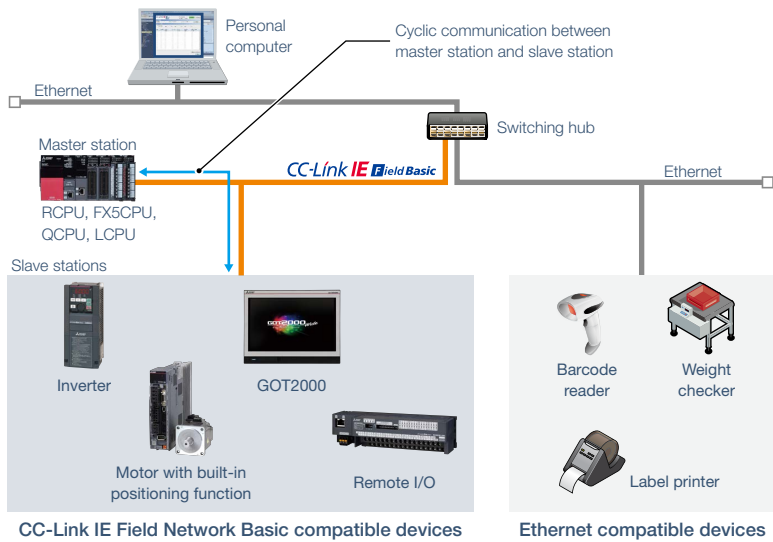 Personal
computer
Cyclic communication between
master station and slave station
Ethernet
Switching hub
Master station
CC-Link IE Field Basic
Ethernet
RCPU, FX5CPU,
QCPU, LCPU
Slave stations
GOT2000
Inverter
GOT2000
Barcode
reader
Weight
checker
Motor with built-in
positioning function
Remote I/O
Label printer
CC-Link IE Field Network Basic compatible devices
Ethernet compatible devices